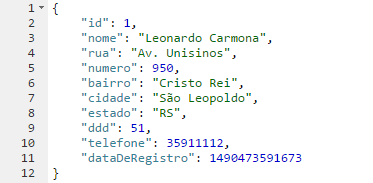 1 {
2 "id": 1,
3 "nome": "Leonardo Carmona",
4 "rua": "Av. Unisinos",
5 "numero": 950,
6 "bairro": "Cristo Rei",
7 "cidade": "São Leopoldo",
8 "estado": "RS",
9 "ddd": 51,
10 "telefone": 35911112,
11 "dataDeRegistro": 1490473591673
12 }